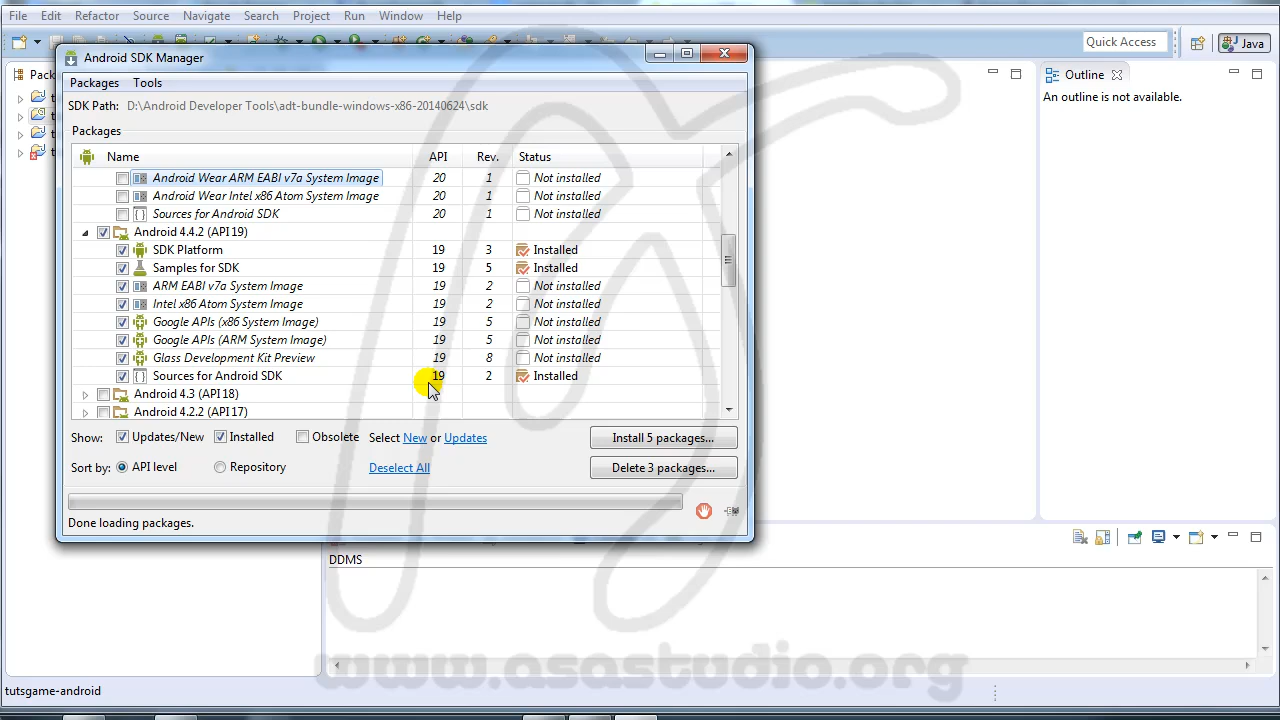 File Edit Refactor Source Navigate Search Project Run Window Help
Quick Access
Java
Android SDK Manager
Packages Tools
SDK Path: D:\Android Developer Tools\adt-bundle-windows-x86-20140624\sdk
Packages
Name API Rev. Status
Android Wear ARM EABI v7a System Image 20 1 Not installed
Android Wear Intel x86 Atom System Image 20 1 Not installed
Sources for Android SDK 20 1 Not installed
Android 4.4.2 (API 19)
SDK Platform 19 3 Installed
Samples for SDK 19 5 Installed
ARM EABI v7a System Image 19 2 Not installed
Intel x86 Atom System Image 19 2 Not installed
Google APIs (x86 System Image) 19 5 Not installed
Google APIs (ARM System Image) 19 5 Not installed
Glass Development Kit Preview 19 8 Not installed
Sources for Android SDK 19 2 Installed
Android 4.3 (API 18)
Android 4.2.2 (API 17)
Show: Updates/New Installed Obsolete Select New or Updates
Install 5 packages...
Sort by: API level Repository Deselect All
Delete 3 packages...
Done loading packages.
Pack
Outline
An outline is not available.
DDMS
www.asastudio.org
tutsgame-android